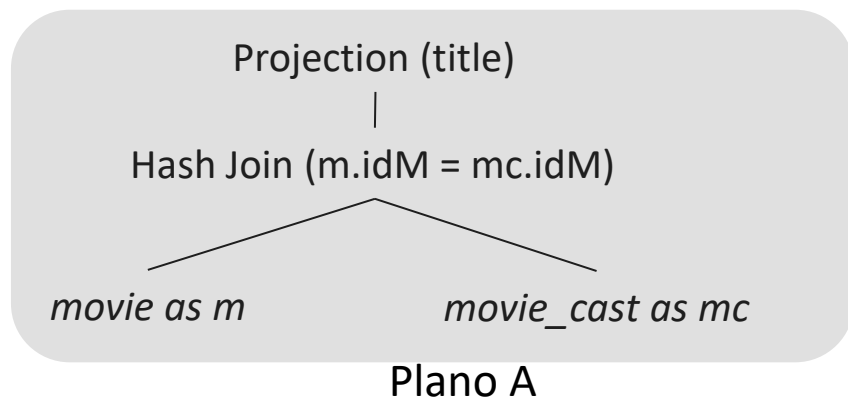 Projection (title)
Hash Join (m.idM = mc.idM)
movie as m
movie_cast as mc
Plano A